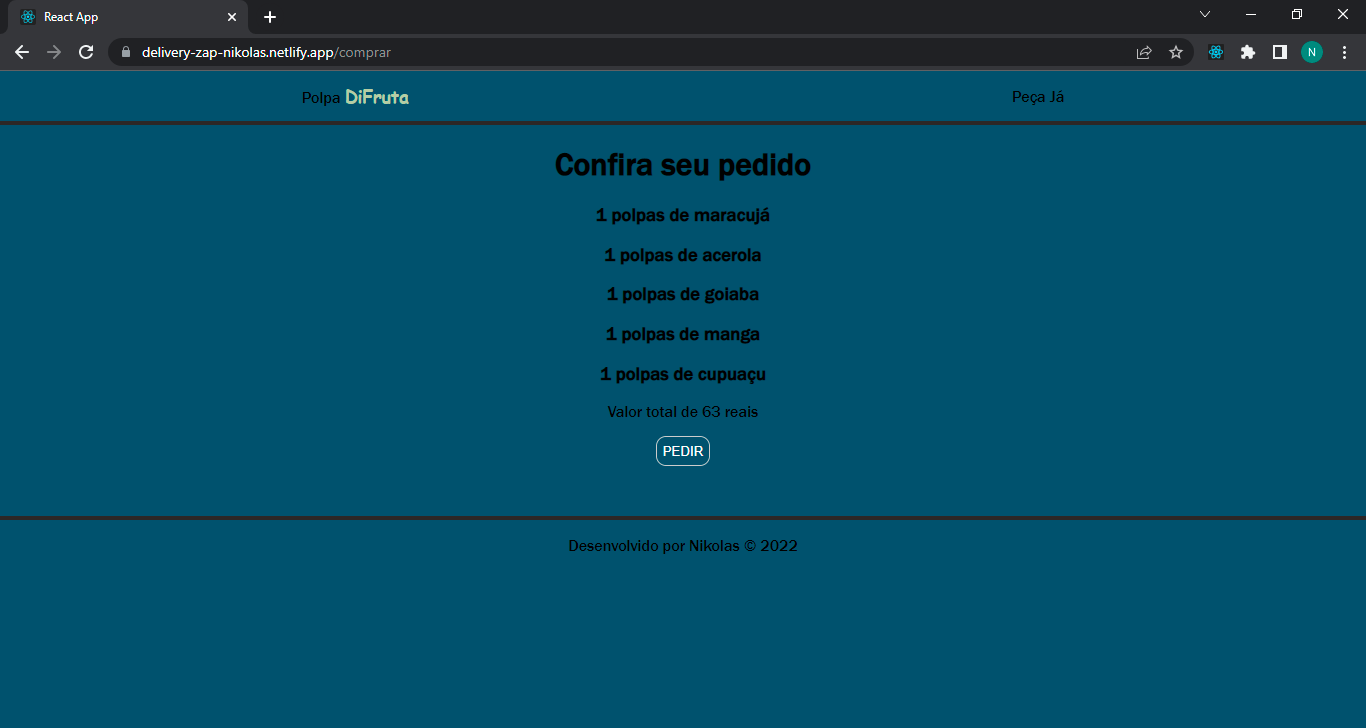 React App
delivery-zap-nikolas.netlify.app/comprar
N
Polpa DiFruta
Peça Já
Confira seu pedido
1 polpas de maracujá
1 polpas de acerola
1 polpas de goiaba
1 polpas de manga
1 polpas de cupuaçu
Valor total de 63 reais
PEDIR
Desenvolvido por Nikolas © 2022